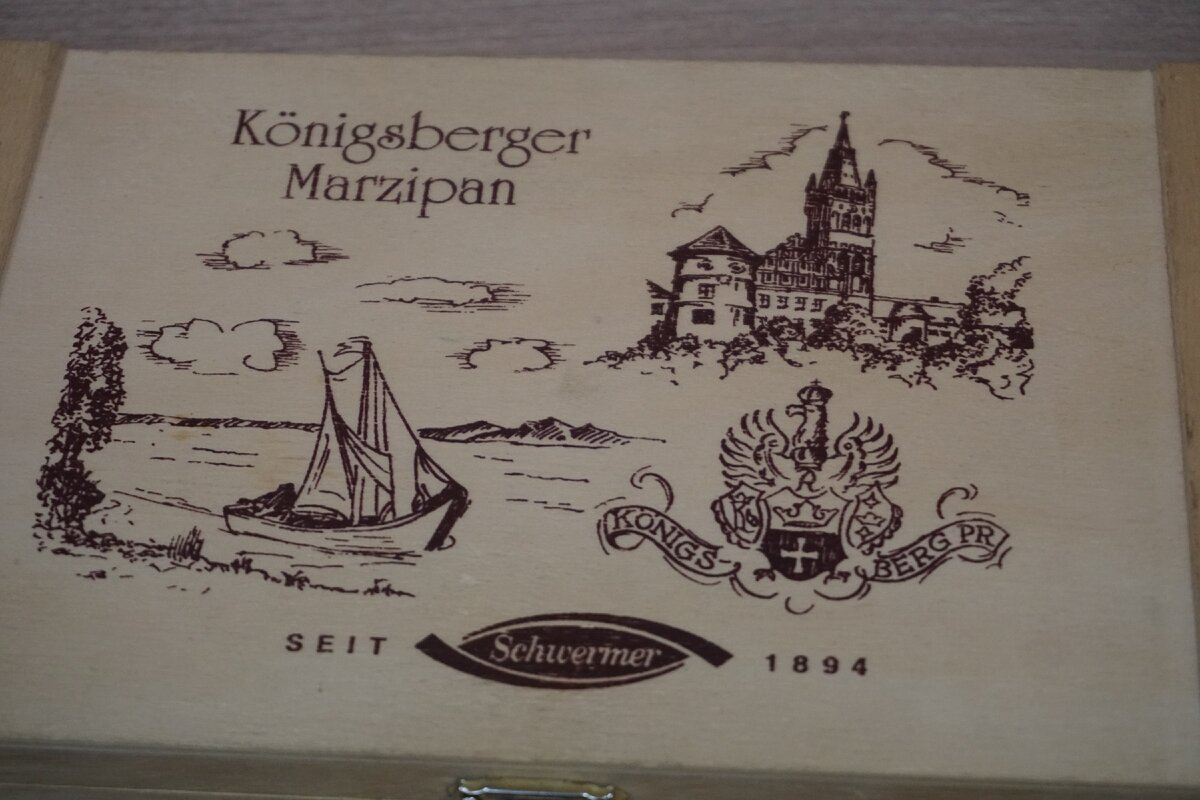 Königsberger
Marzipan
KÖNIGS-
BERG PR
SEIT Schwermer 1894